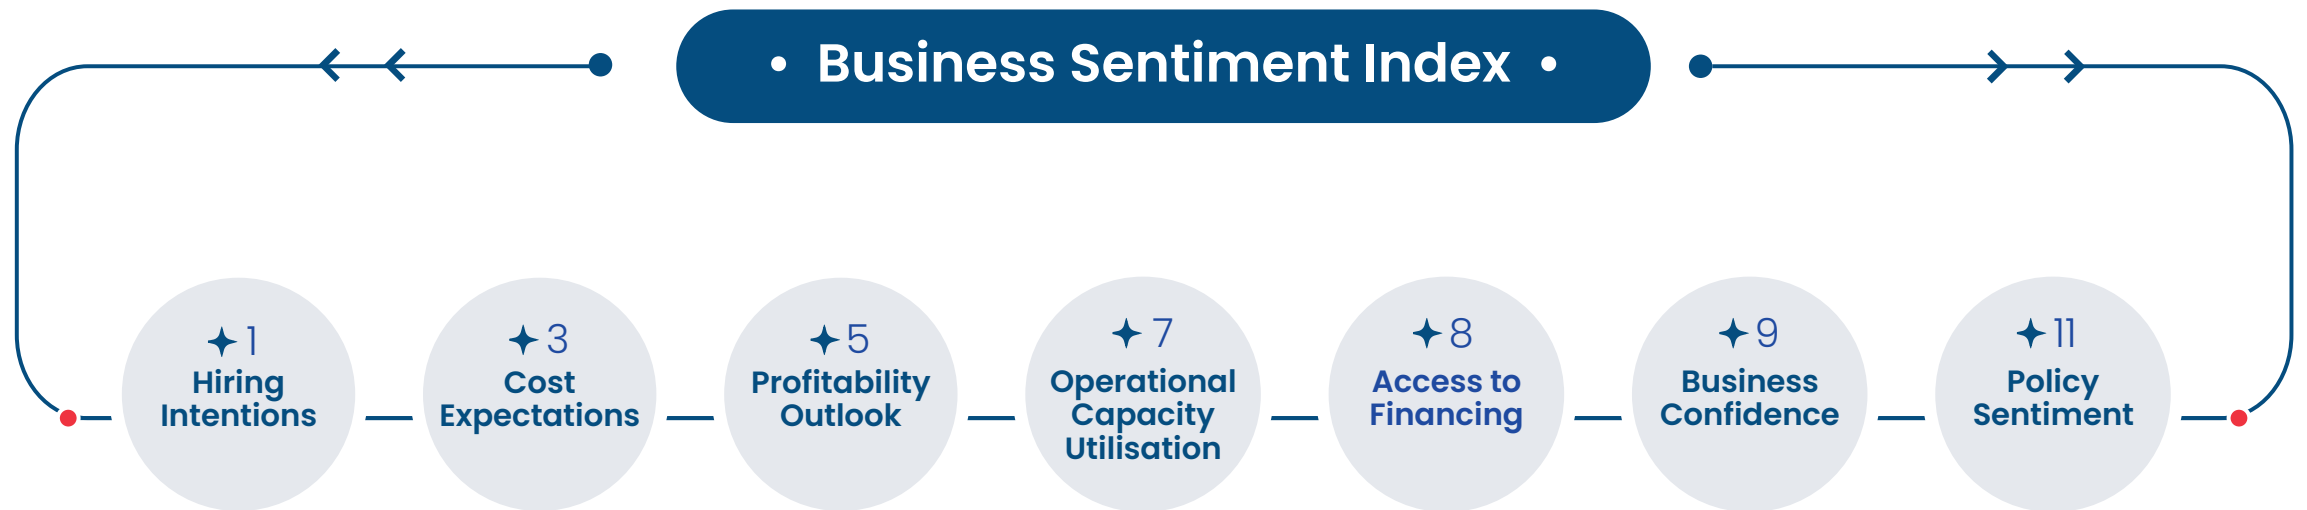 • Business Sentiment Index •
1
Hiring
Intentions
3
Cost
Expectations
5
Profitability
Outlook
7
Operational
Capacity
Utilisation
8
Access to
Financing
9
Business
Confidence
11
Policy
Sentiment